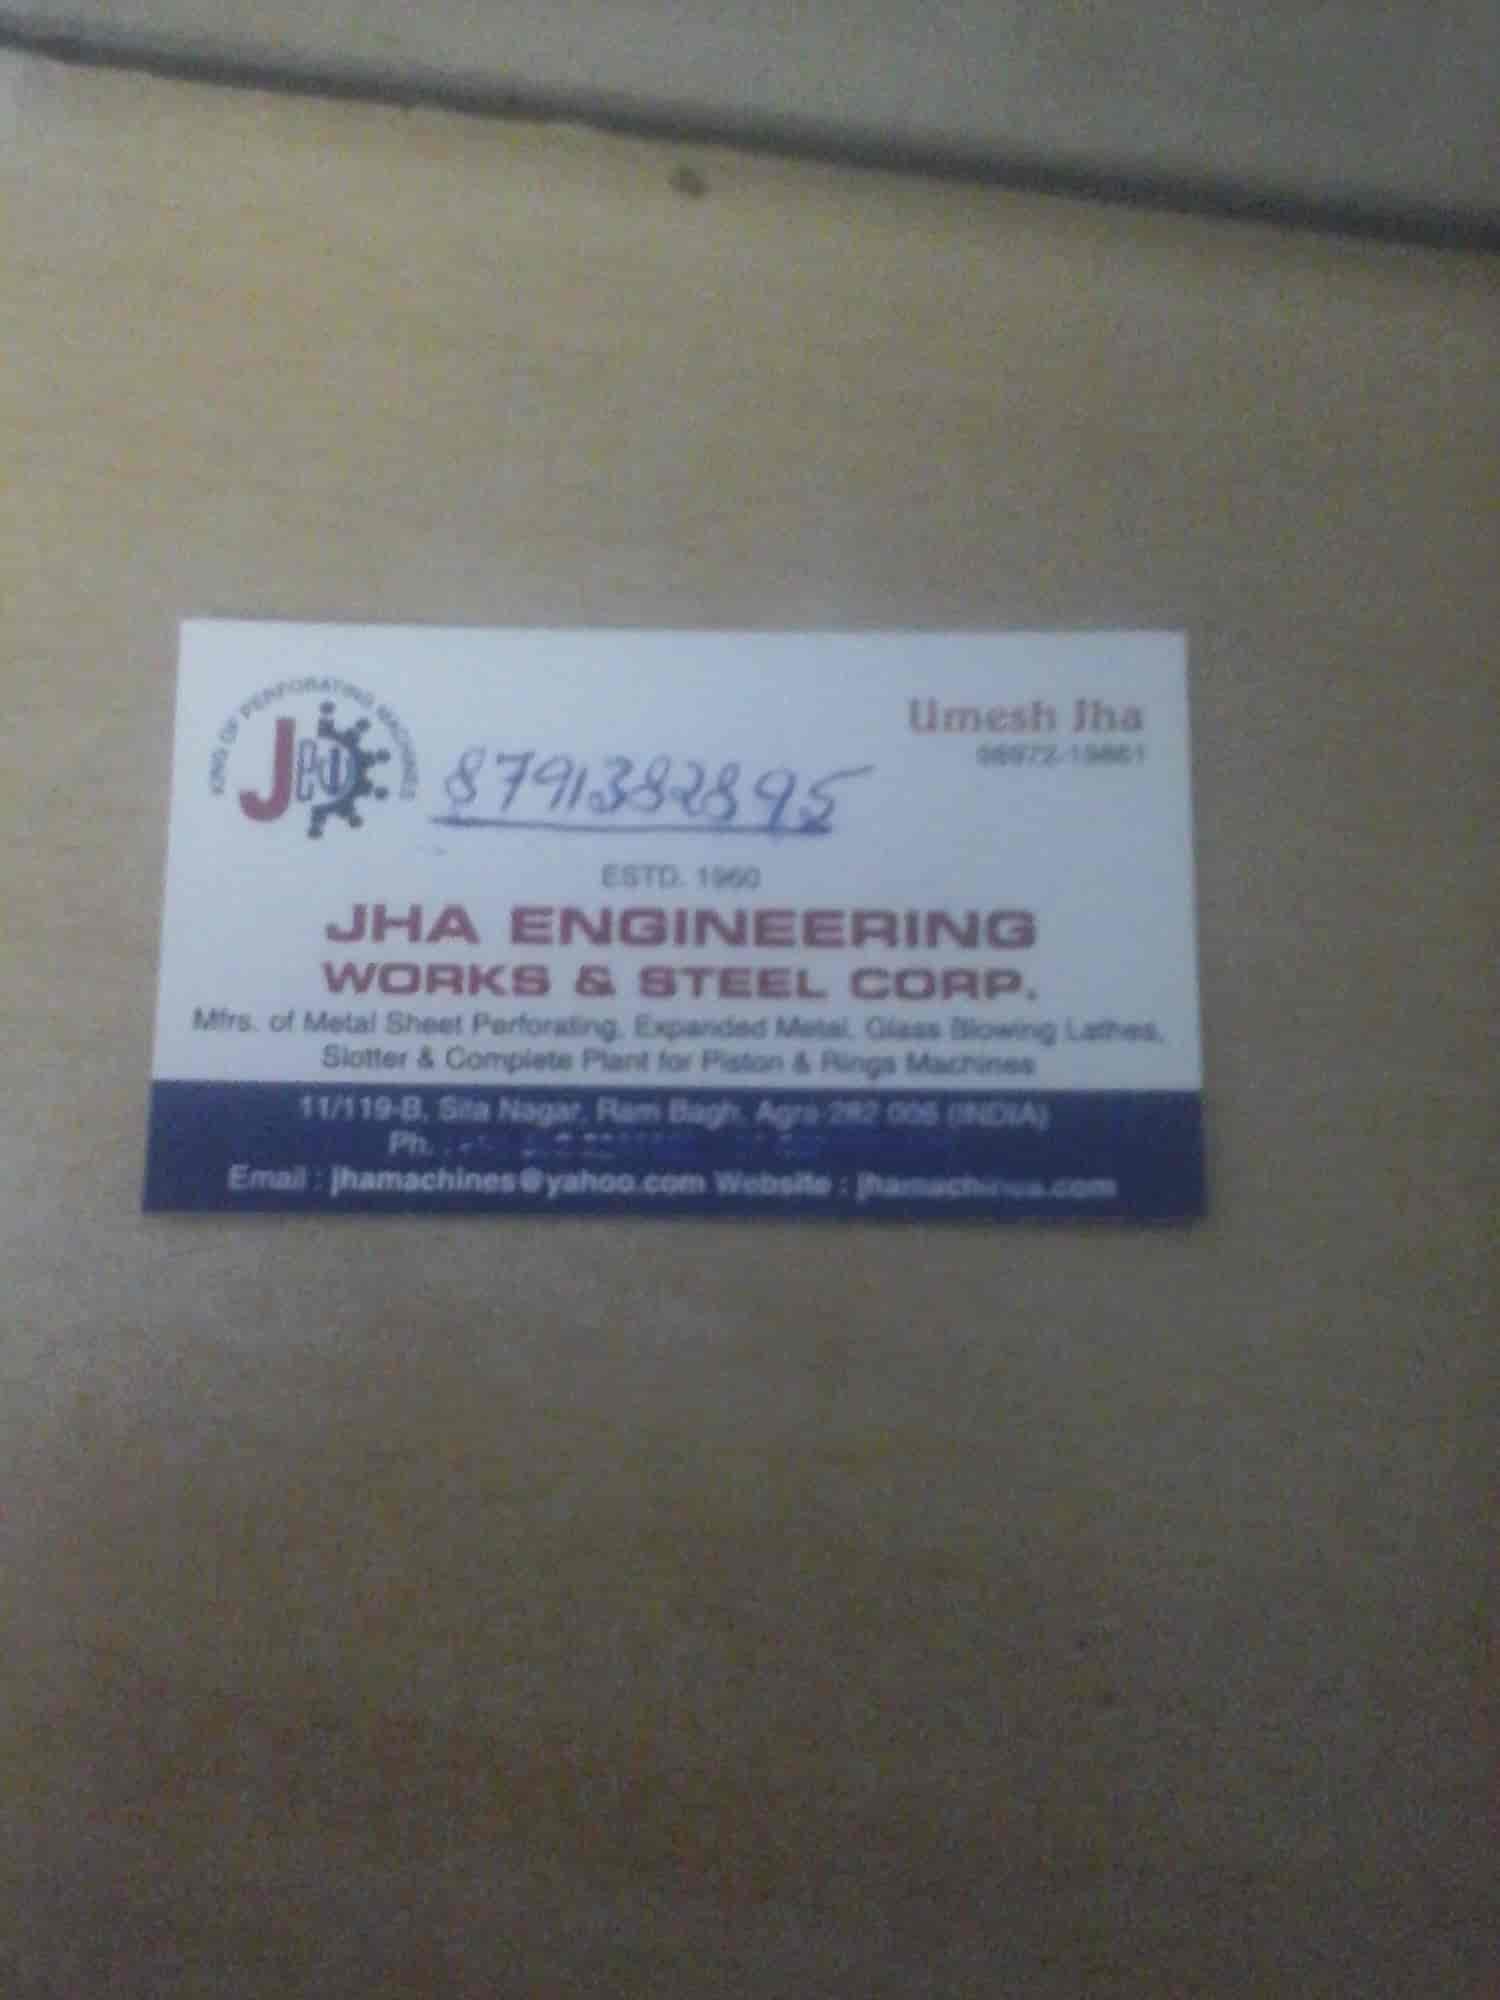 KING OF PERFORATING MACHINES
J
Umesh Jha
8791382895
ESTD. 1960
JHA ENGINEERING
WORKS & STEEL CORP.
Mfrs. of Metal Sheet Perforating, Expanded Metal, Glass Blowing Lathes,
Slotter & Complete Plant for Piston & Rings Machines
11/119-B, Sita Nagar, Ram Bagh, Agra 282 006 (INDIA)
Ph.
Email : jhamachines@yahoo.com Website : jhamachines.com